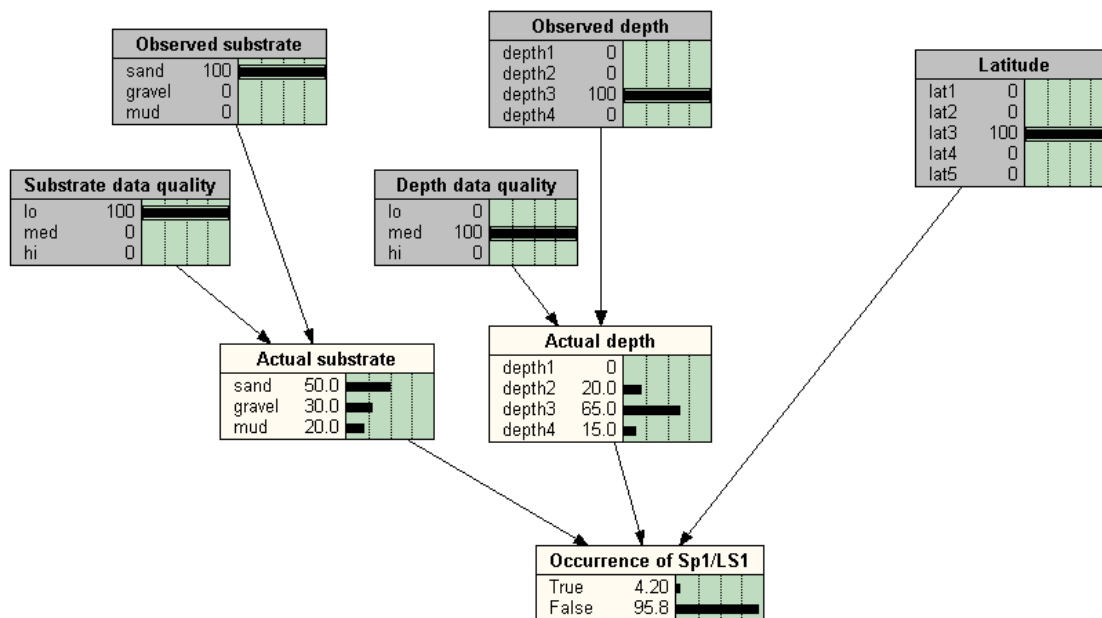 Observed substrate
sand 100
gravel 0
mud 0
Observed depth
depth1 0
depth2 0
depth3 100
depth4 0
Latitude
lat1 0
lat2 0
lat3 100
lat4 0
lat5 0
Substrate data quality
lo 100
med 0
hi 0
Depth data quality
lo 0
med 100
hi 0
Actual substrate
sand 50.0
gravel 30.0
mud 20.0
Actual depth
depth1 0
depth2 20.0
depth3 65.0
depth4 15.0
Occurrence of Sp1/LS1
True 4.20
False 95.8